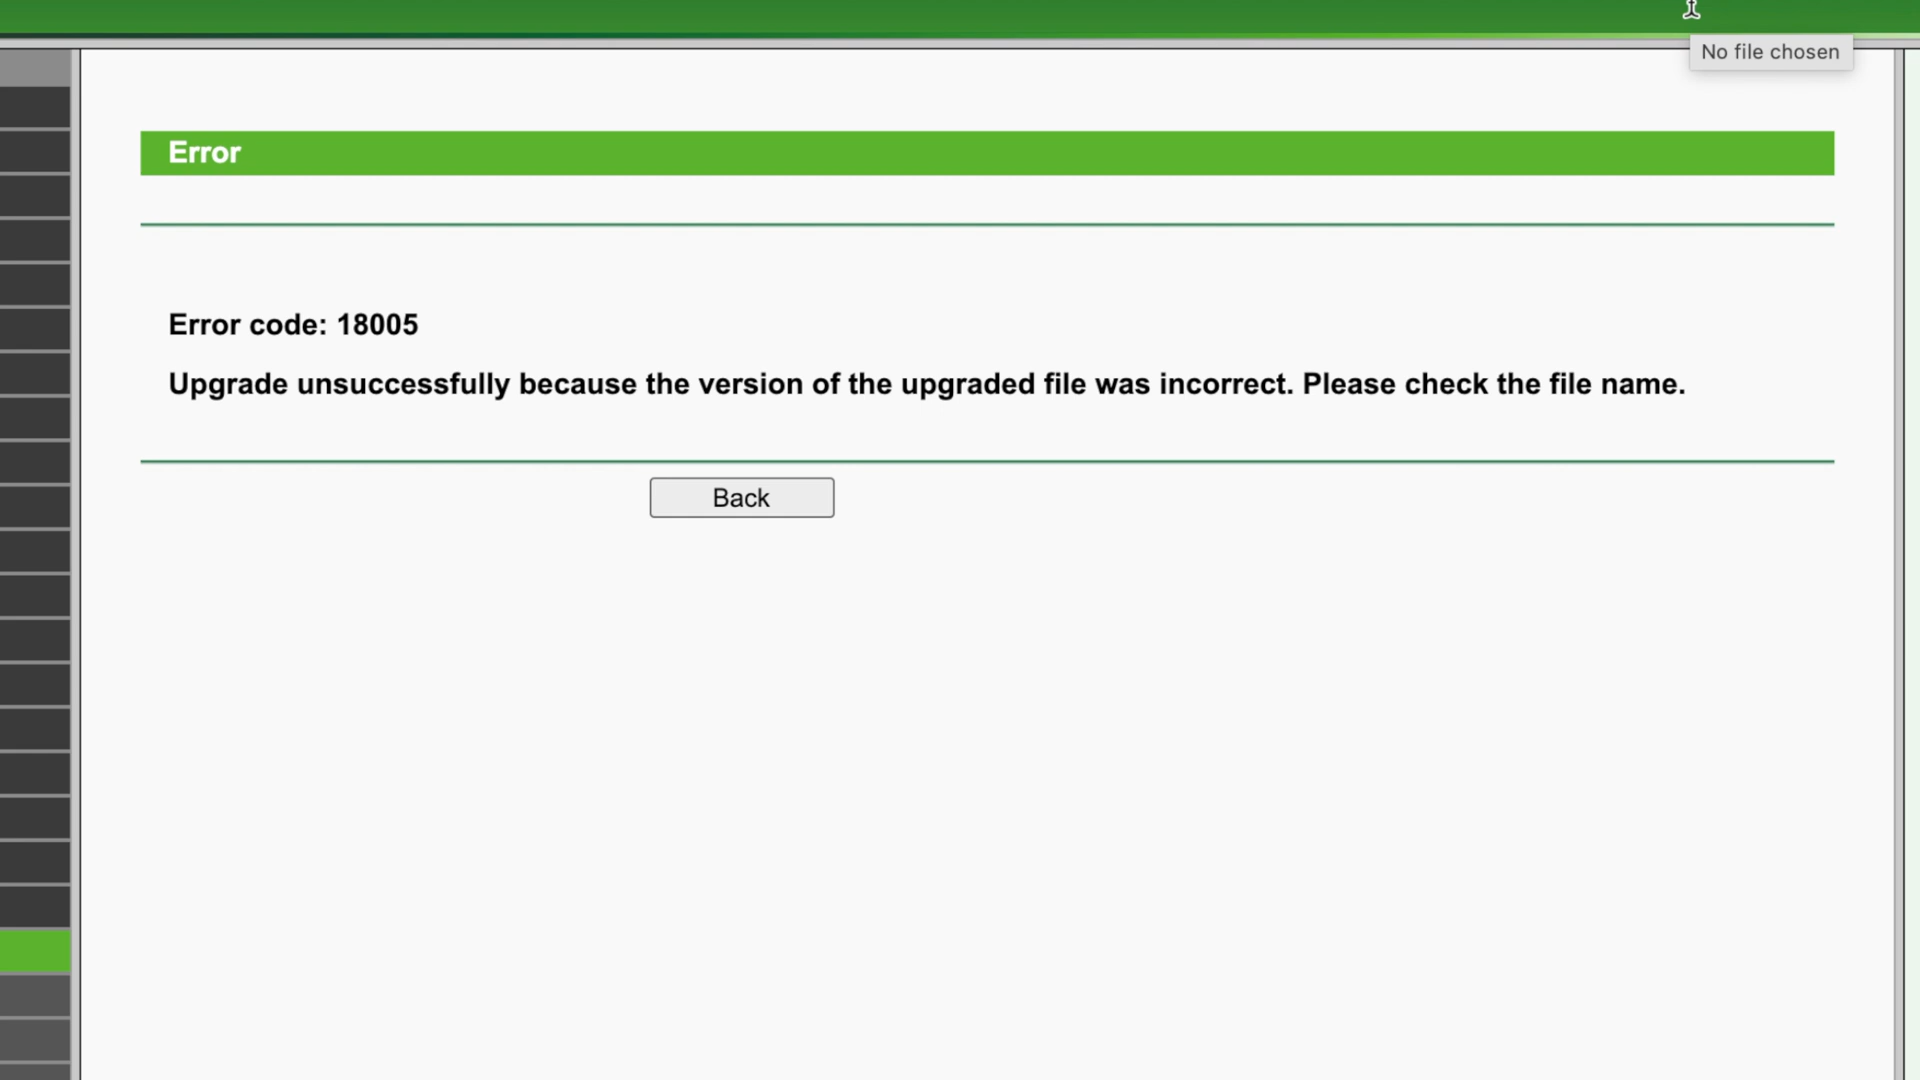 No file chosen
Error
Error code: 18005
Upgrade unsuccessfully because the version of the upgraded file was incorrect. Please check the file name.
Back